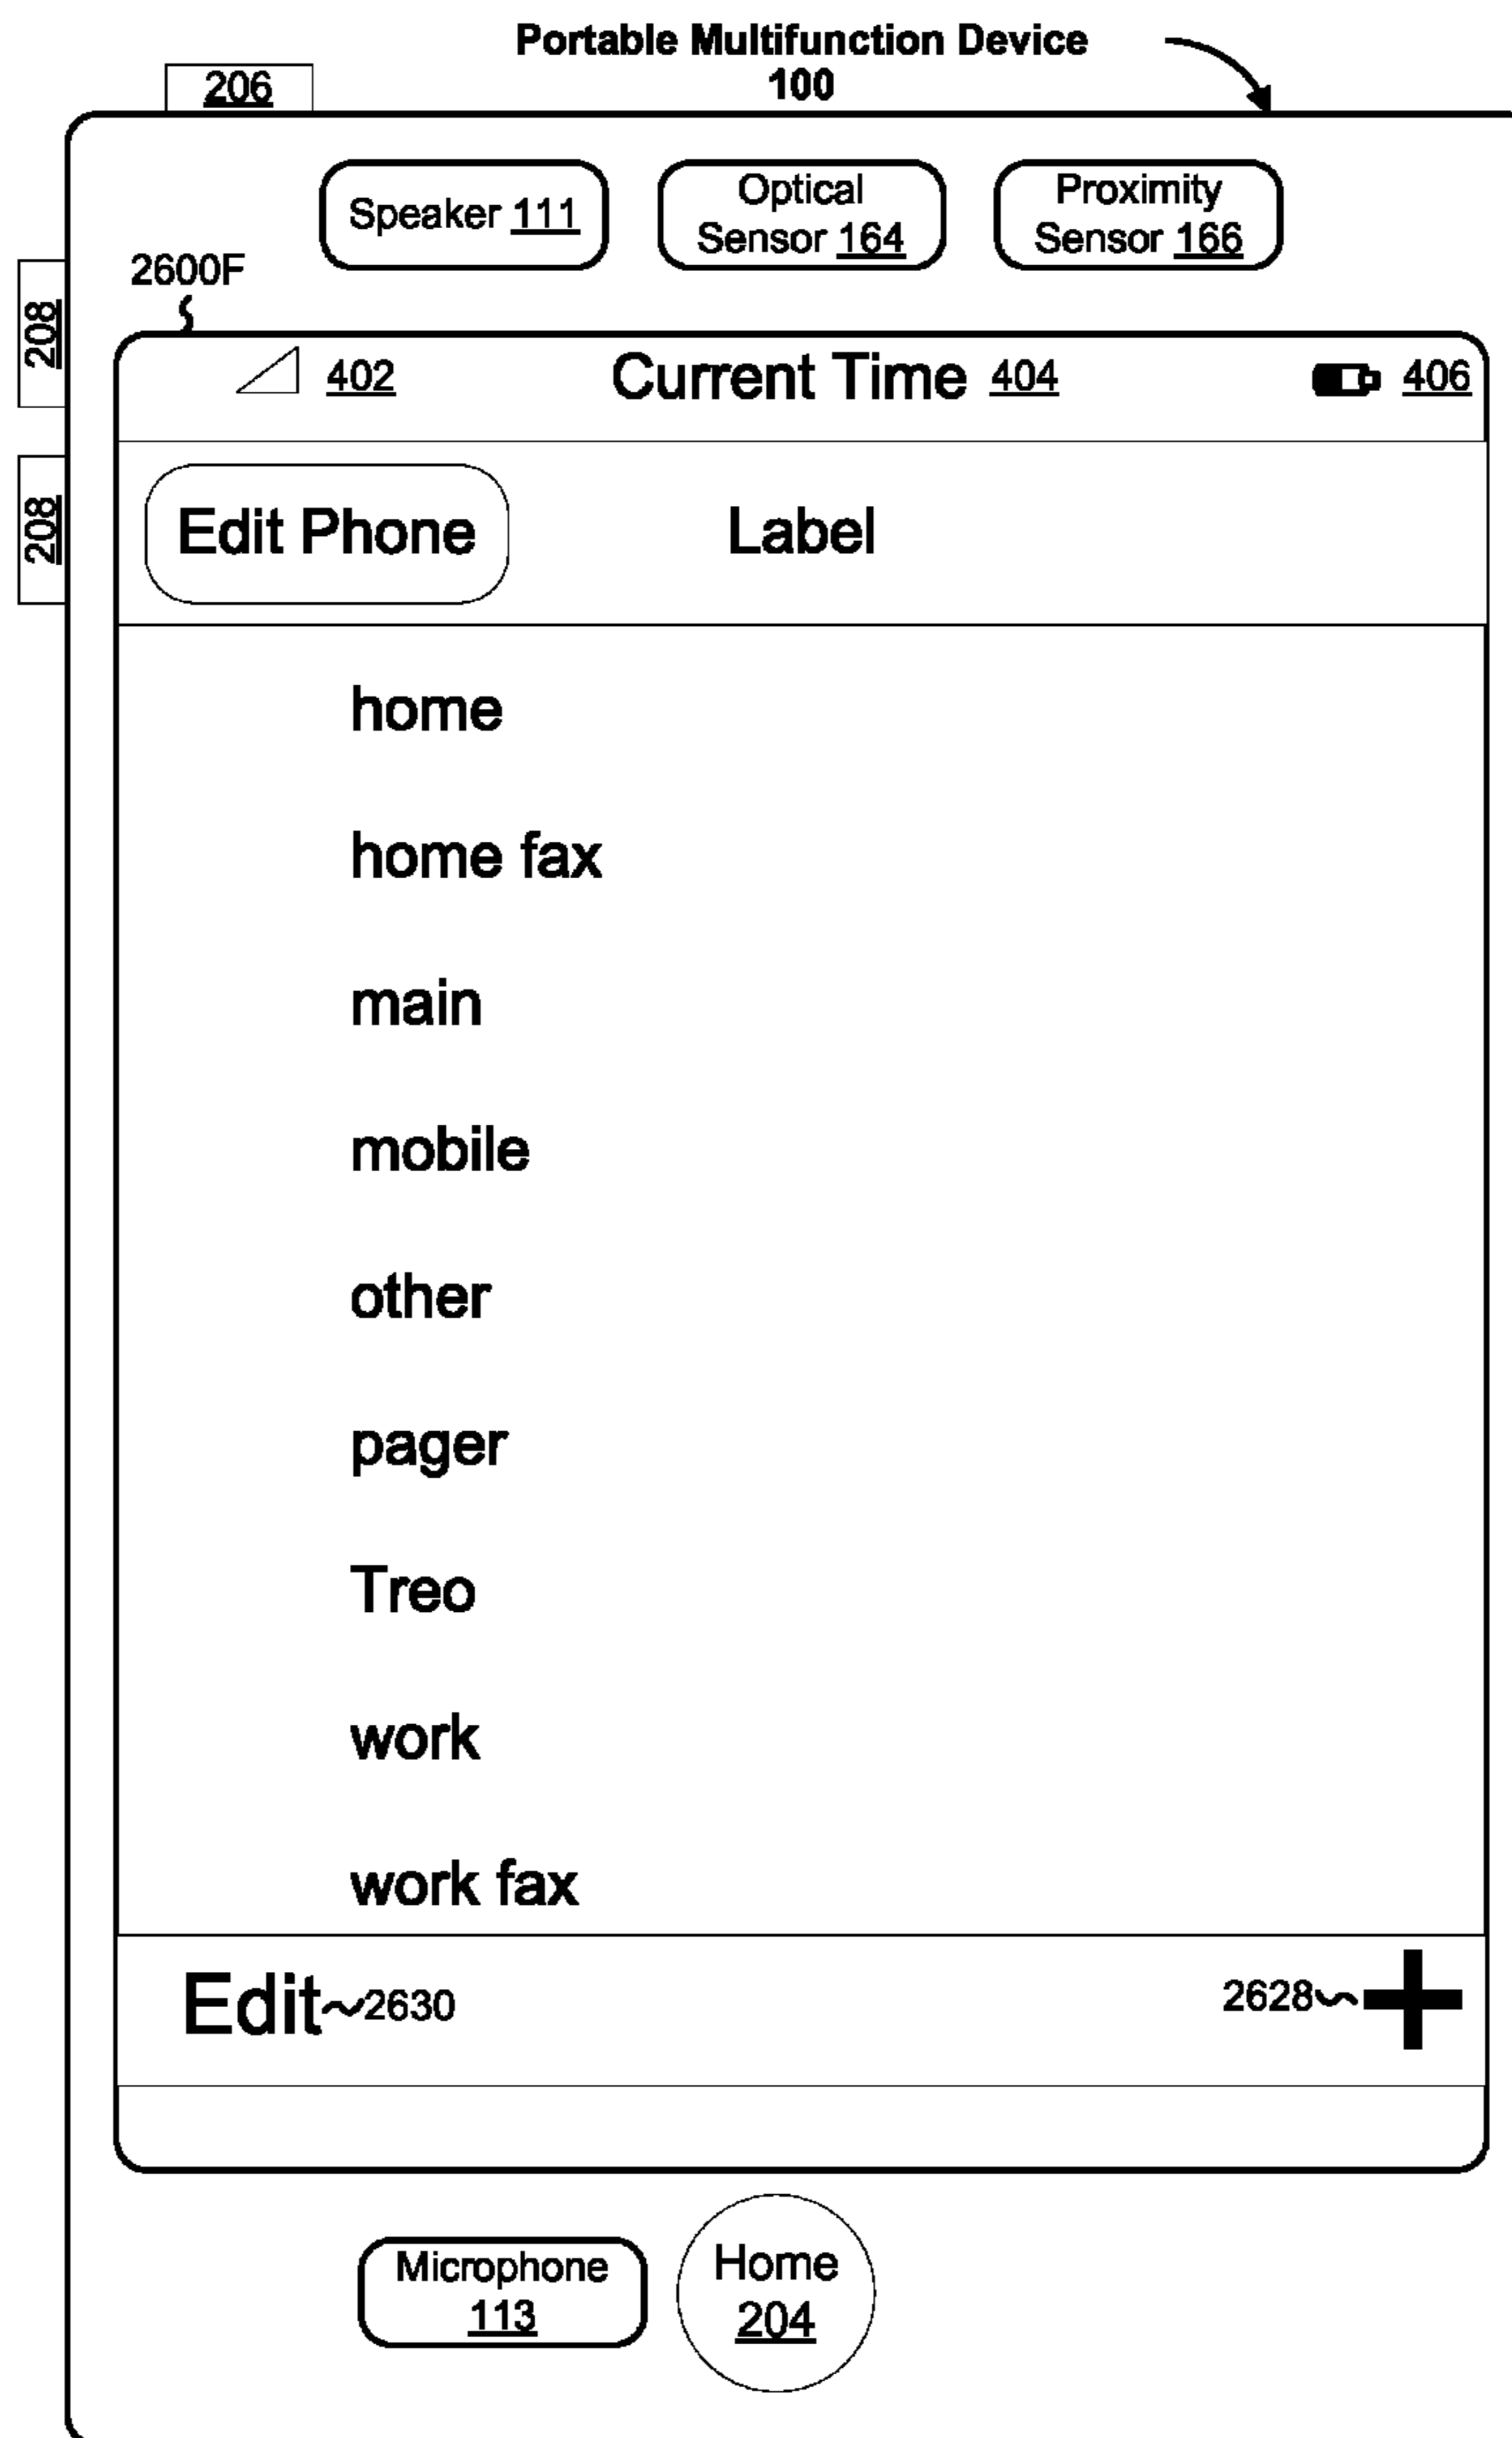 Portable Multifunction Device
100
206
Speaker 111
Optical
Sensor 164
Proximity
Sensor 166
2600F
208
402
Current Time 404
406
208
Edit Phone
Label
home
home fax
main
mobile
other
pager
Treo
work
work fax
Edit
2630
2628
Microphone
113
Home
204